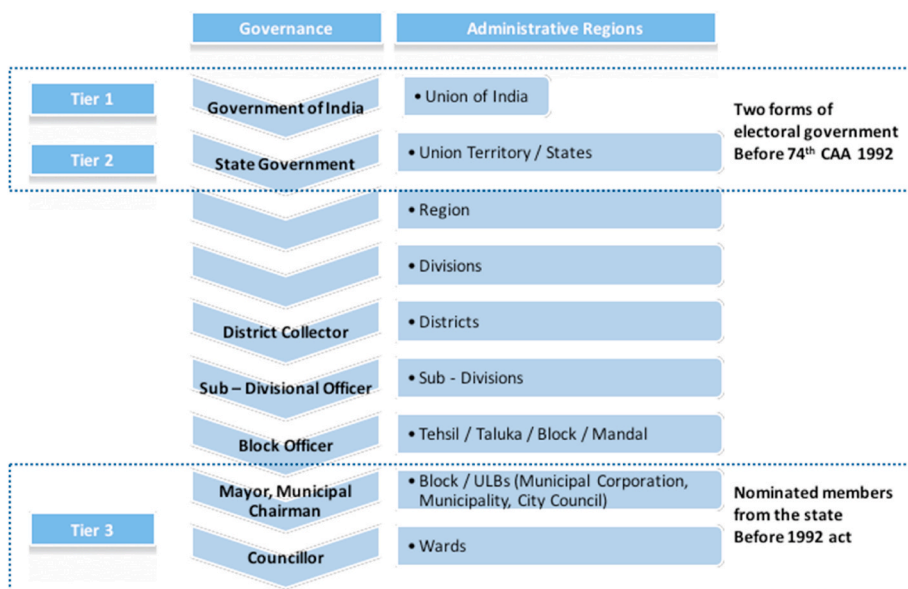 Governance
Administrative Regions
Tier 1
Government of India
• Union of India
Two forms of
electoral government
Before 74th CAA 1992
Tier 2
State Government
• Union Territory / States
• Region
• Divisions
District Collector
• Districts
Sub – Divisional Officer
• Sub - Divisions
Block Officer
• Tehsil / Taluka / Block / Mandal
Mayor, Municipal
Chairman
• Block / ULBs (Municipal Corporation,
Municipality, City Council)
Nominated members
from the state
Before 1992 act
Tier 3
Councillor
• Wards